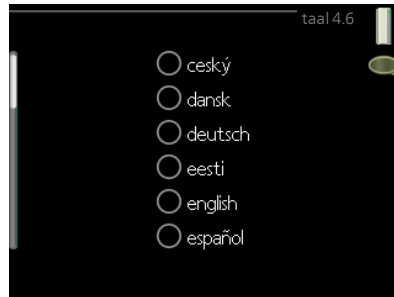 taal 4.6
ceský
dansk
deutsch
eesti
english
español